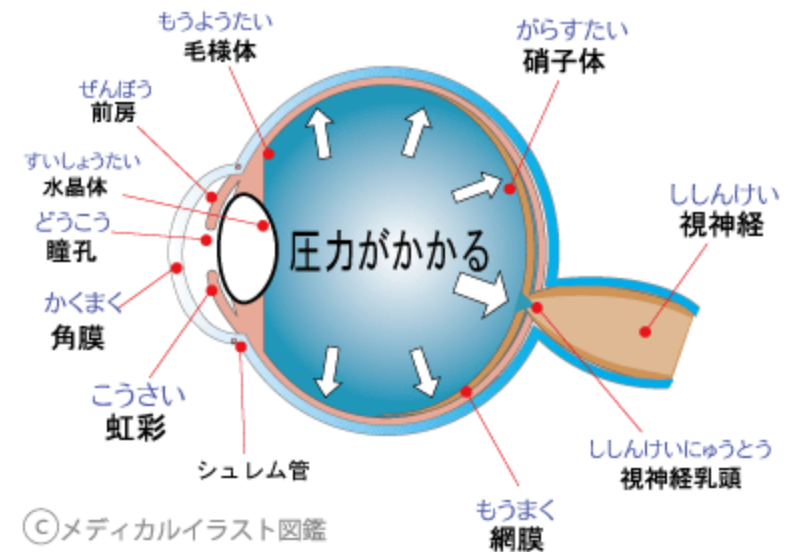 もうようたい
毛様体
がらすたい
硝子体
ぜんぼう
前房
すいしょうたい
水晶体
どうこう
瞳孔
ししんけい
視神経
圧力がかかる
かくまく
角膜
こうさい
虹彩
シュレム管
ししんけいにゅうとう
視神経乳頭
もうまく
網膜
©メディカルイラスト図鑑